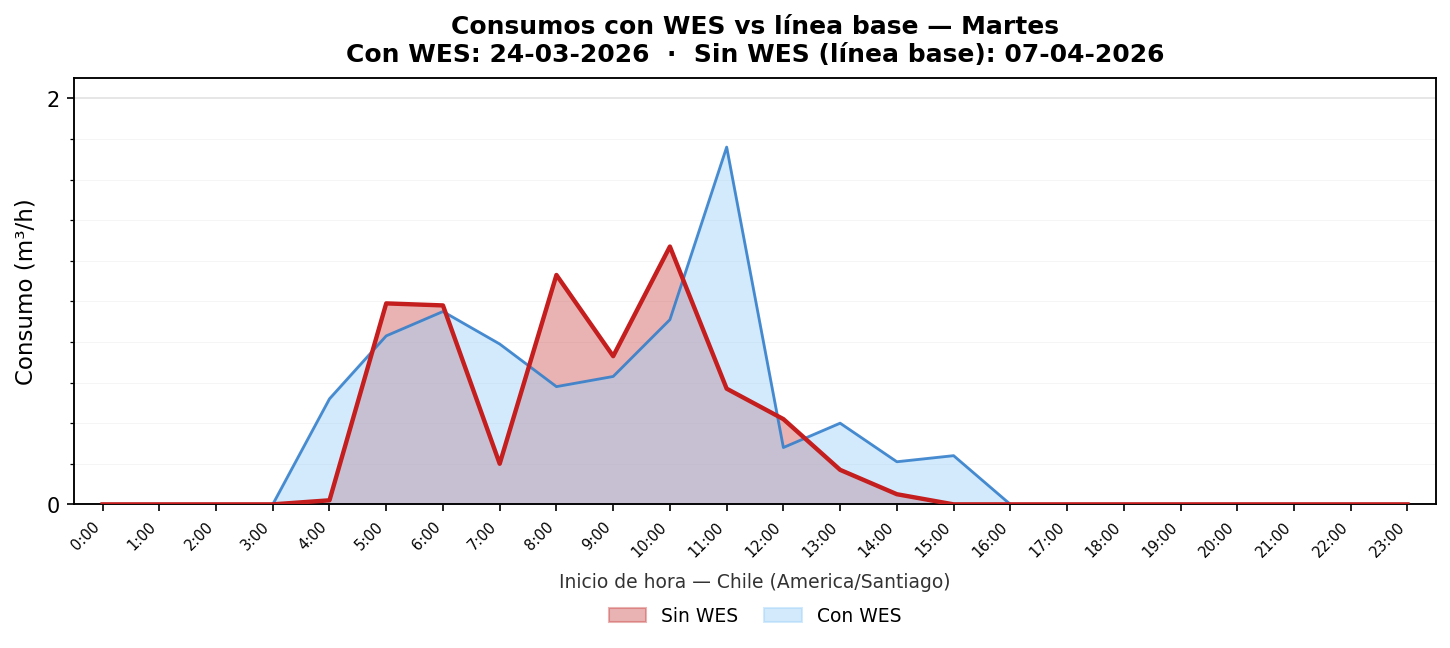 Consumos con WES vs línea base — Martes
Con WES: 24-03-2026 · Sin WES (línea base): 07-04-2026
Consumo (m³/h)
2
0
0:00 1:00 2:00 3:00 4:00 5:00 6:00 7:00 8:00 9:00 10:00 11:00 12:00 13:00 14:00 15:00 16:00 17:00 18:00 19:00 20:00 21:00 22:00 23:00
Inicio de hora — Chile (America/Santiago)
Sin WES Con WES